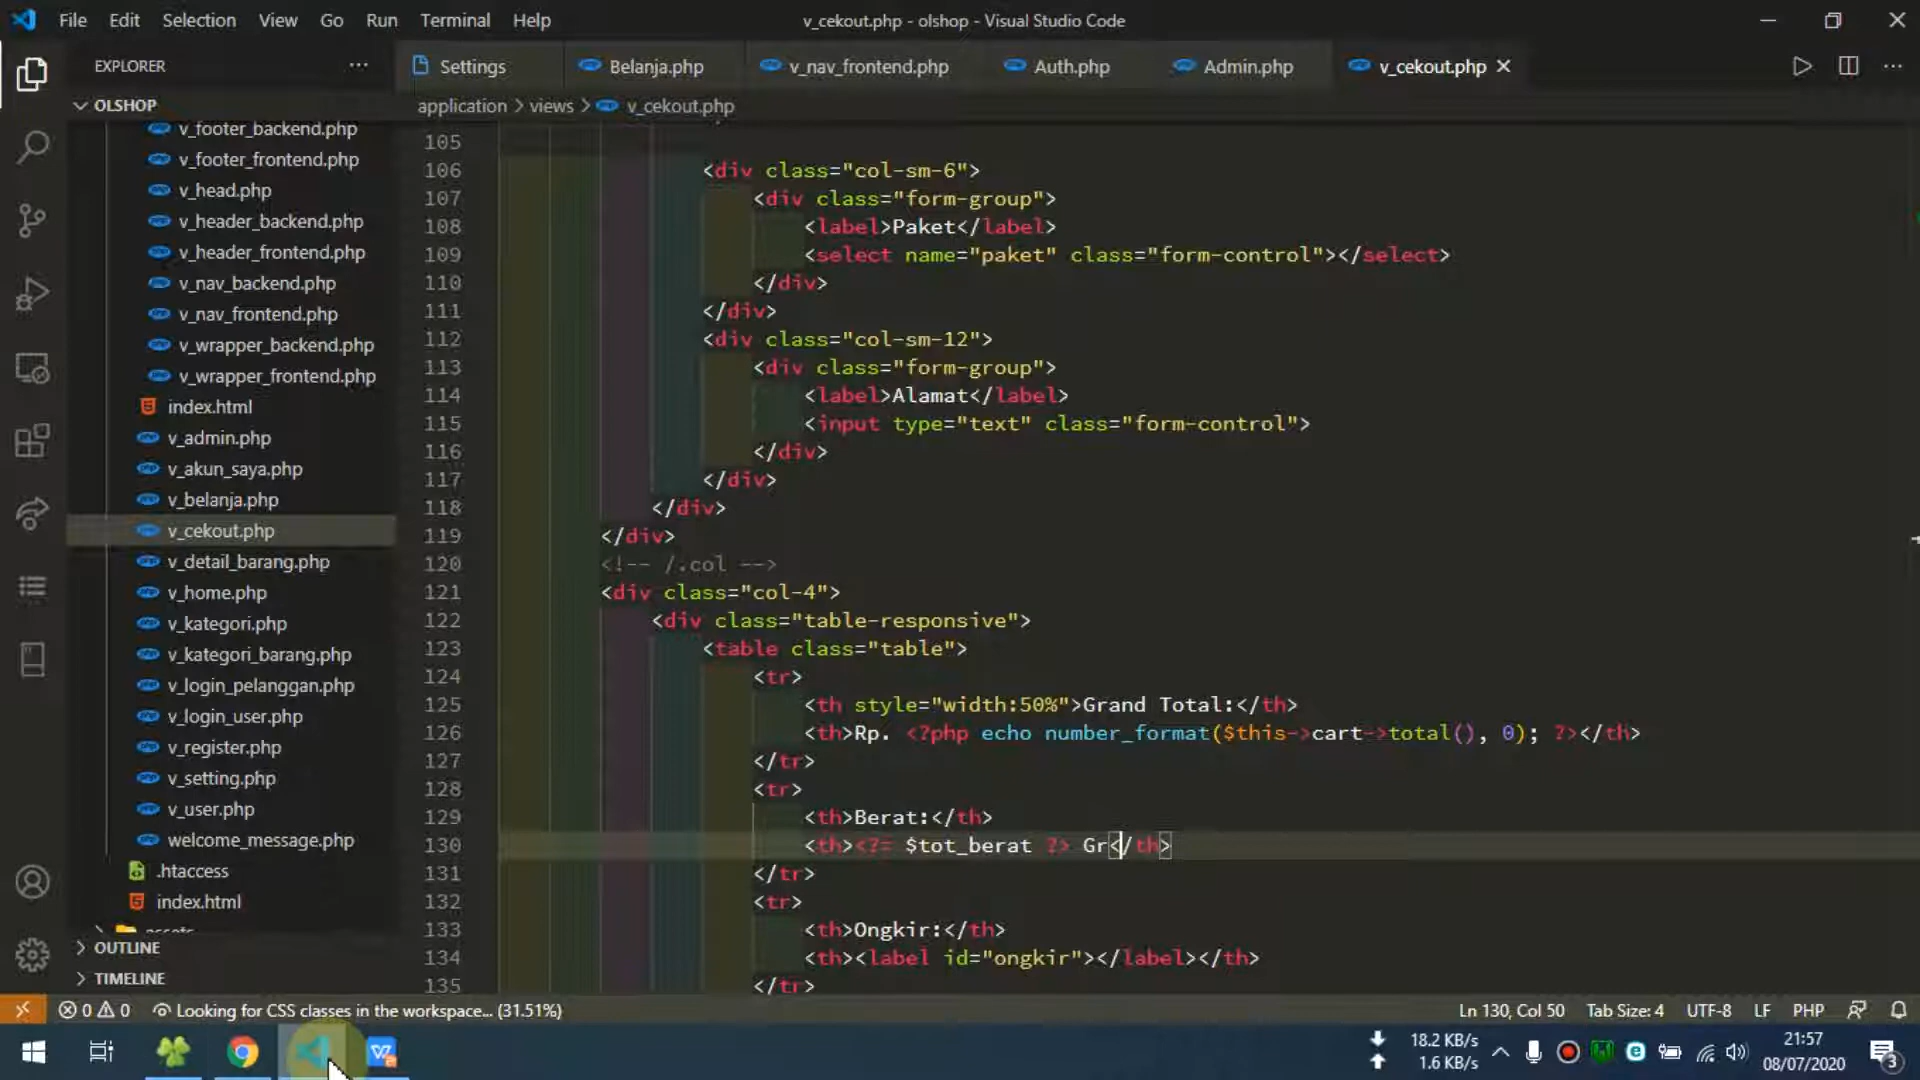 File Edit Selection View Go Run Terminal Help
v_cekout.php - olshop - Visual Studio Code
EXPLORER
Settings
Belanja.php
v_nav_frontend.php
Auth.php
Admin.php
v_cekout.php
OLSHOP
application > views > v_cekout.php
v_footer_backend.php
v_footer_frontend.php
v_head.php
v_header_backend.php
v_header_frontend.php
v_nav_backend.php
v_nav_frontend.php
v_wrapper_backend.php
v_wrapper_frontend.php
index.html
v_admin.php
v_akun_saya.php
v_belanja.php
v_cekout.php
v_detail_barang.php
v_home.php
v_kategori.php
v_kategori_barang.php
v_login_pelanggan.php
v_login_user.php
v_register.php
v_setting.php
v_user.php
welcome_message.php
.htaccess
index.html
assets
OUTLINE
TIMELINE
105
106 <div class="col-sm-6">
107 <div class="form-group">
108 <label>Paket</label>
109 <select name="paket" class="form-control"></select>
110 </div>
111 </div>
112 <div class="col-sm-12">
113 <div class="form-group">
114 <label>Alamat</label>
115 <input type="text" class="form-control">
116 </div>
117 </div>
118 </div>
119 </div>
120 <!-- /.col -->
121 <div class="col-4">
122 <div class="table-responsive">
123 <table class="table">
124 <tr>
125 <th style="width:50%">Grand Total:</th>
126 <th>Rp. <?php echo number_format($this->cart->total(), 0); ?></th>
127 </tr>
128 <tr>
129 <th>Berat:</th>
130 <th><?= $tot_berat ?> Gr</th>
131 </tr>
132 <tr>
133 <th>Ongkir:</th>
134 <th><label id="ongkir"></label></th>
135 </tr>
0 0 Looking for CSS classes in the workspace... (31.51%)
Ln 130, Col 50 Tab Size: 4 UTF-8 LF PHP
18.2 KB/s
1.6 KB/s
21:57
08/07/2020
3